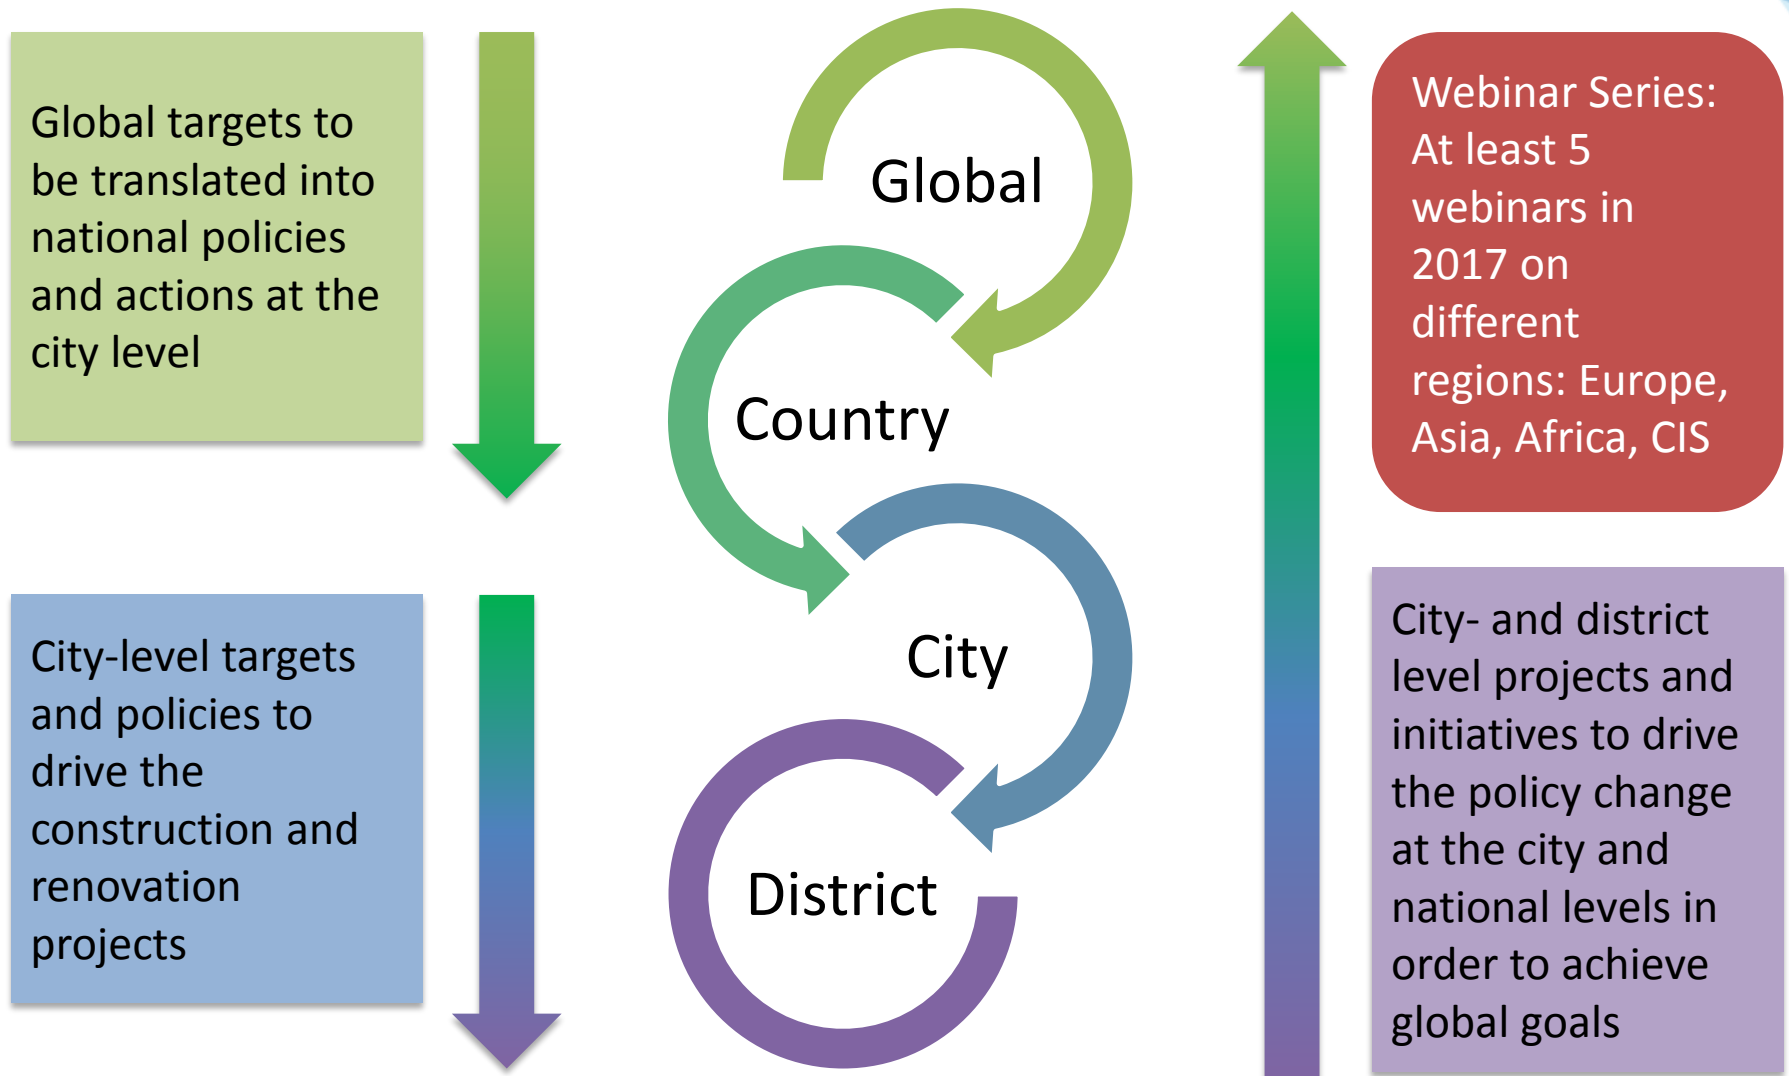 Global targets to
be translated into
national policies
and actions at the
city level
City-level targets
and policies to
drive the
construction and
renovation
projects
Global
Country
City
District
Webinar Series:
At least 5
webinars in
2017 on
different
regions: Europe,
Asia, Africa, CIS
City- and district
level projects and
initiatives to drive
the policy change
at the city and
national levels in
order to achieve
global goals